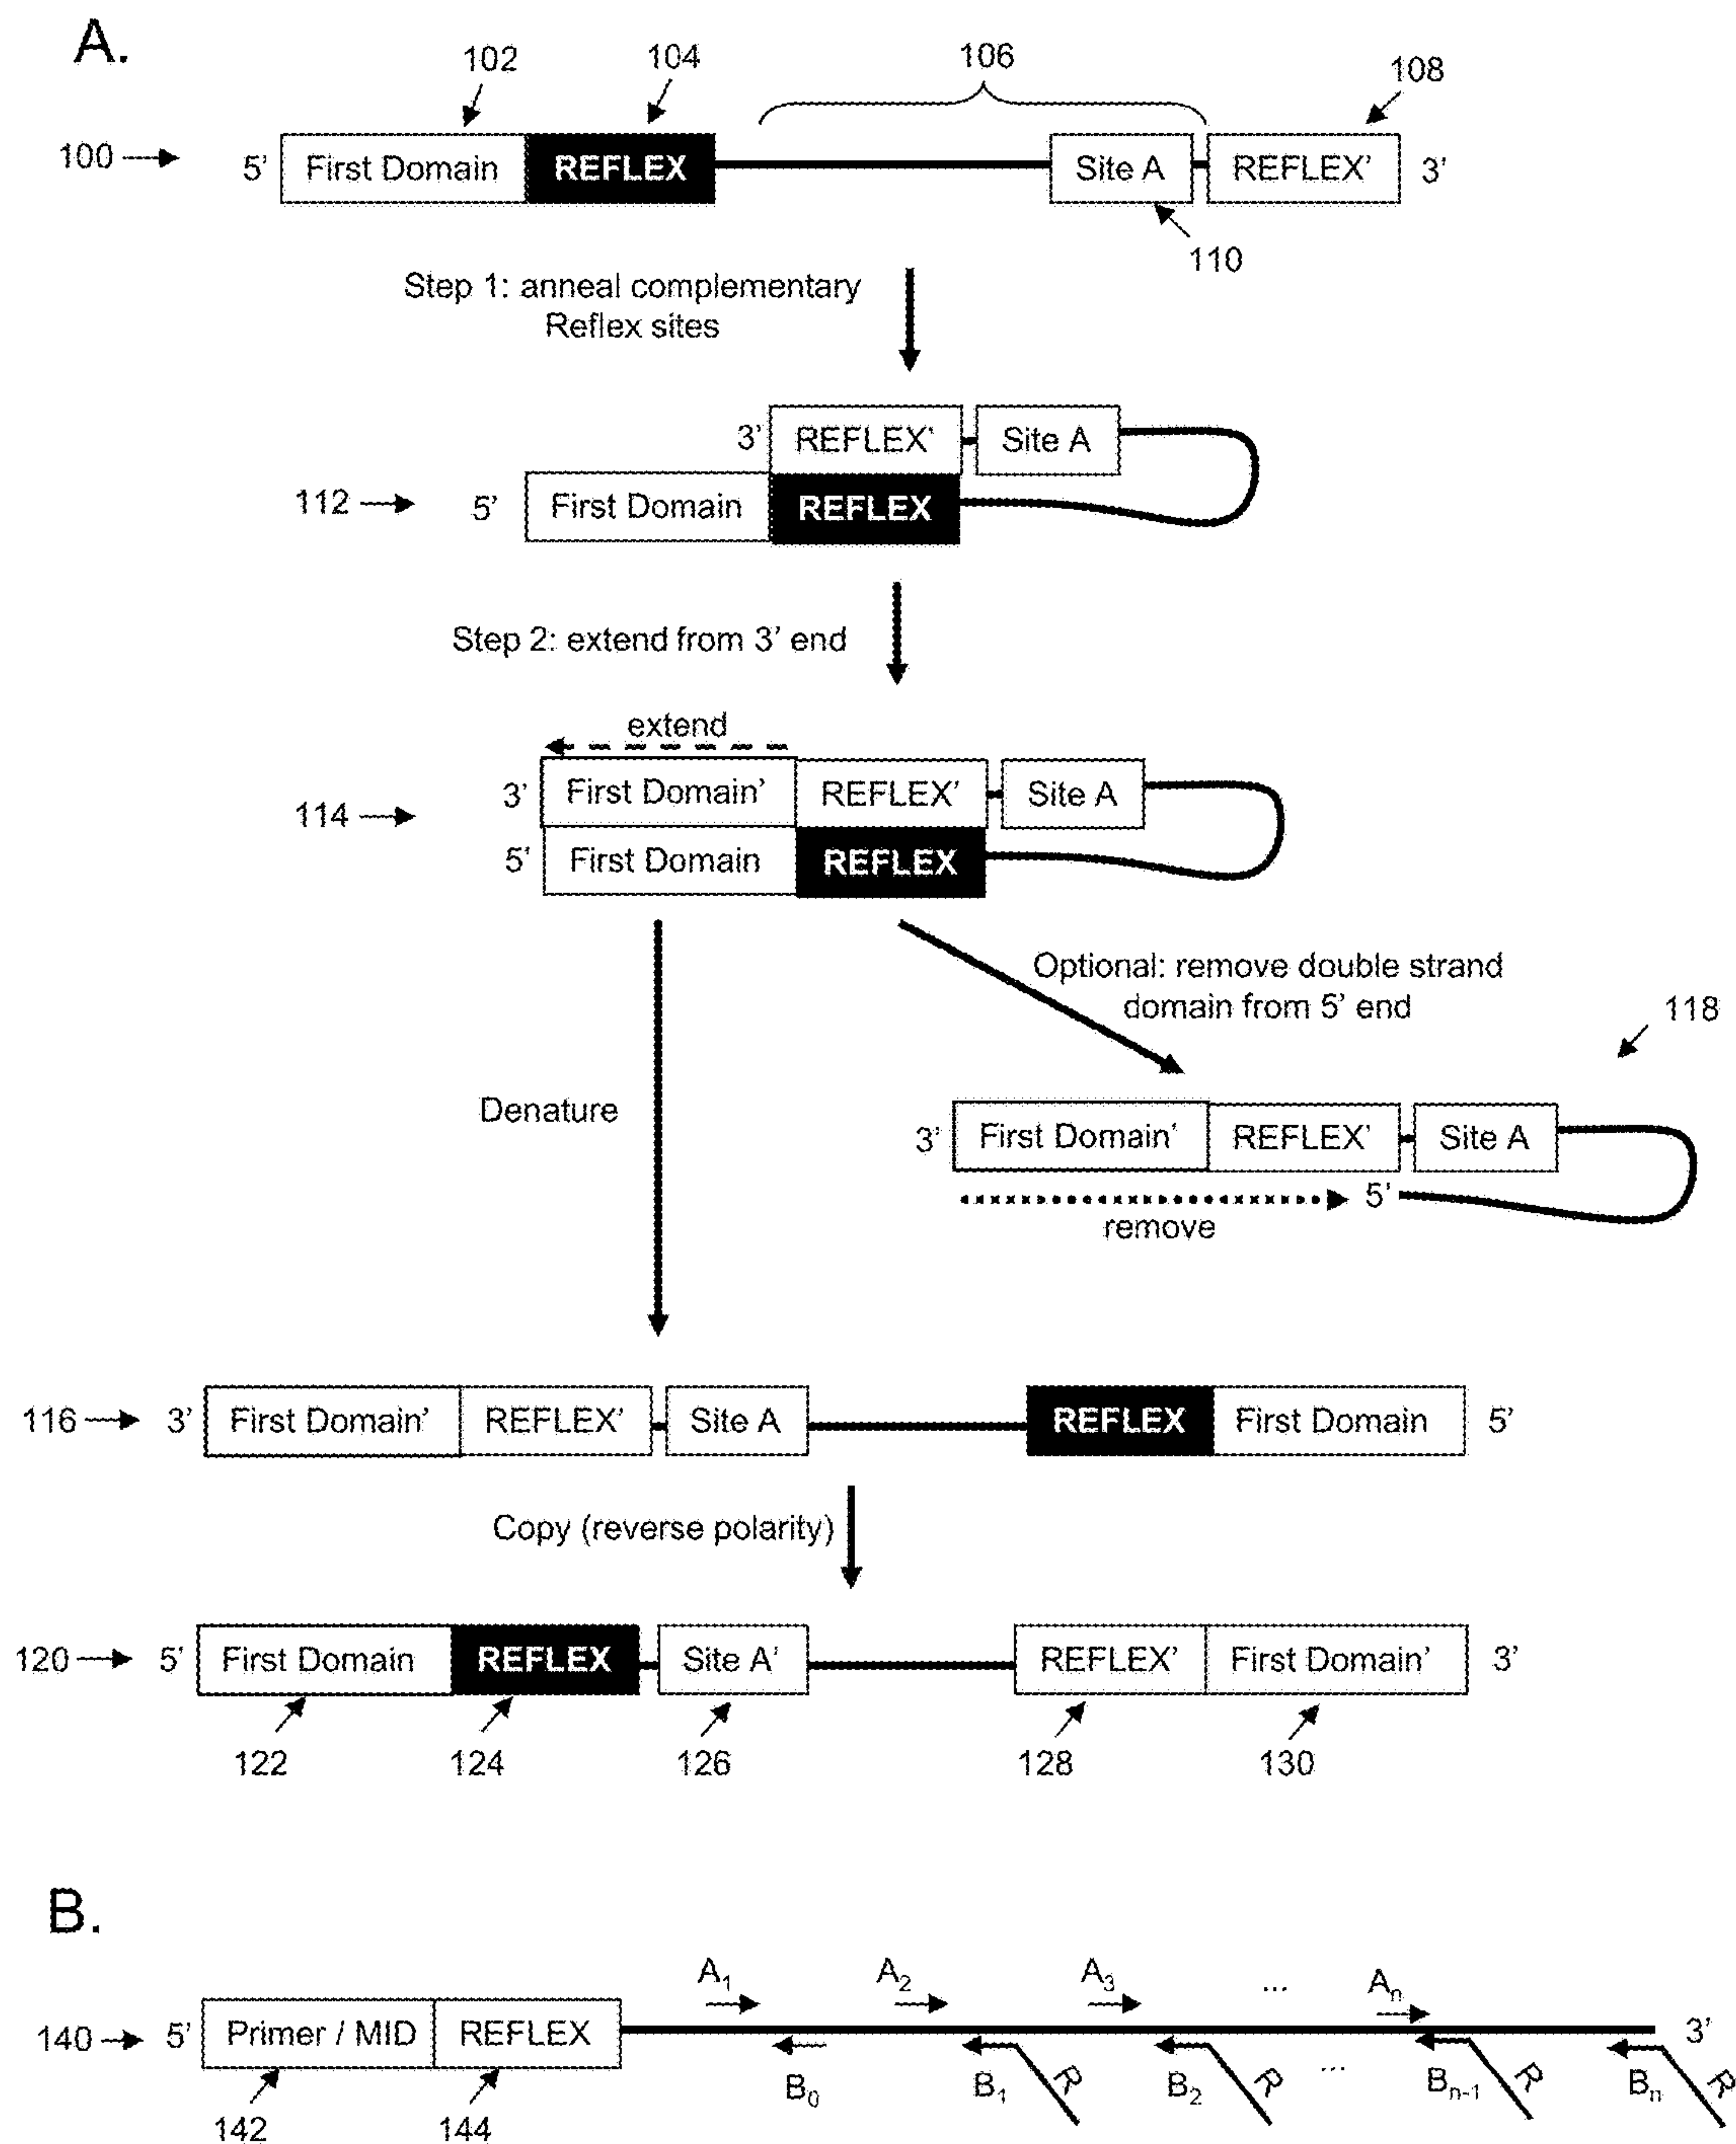 A.
102 104 106 108
100 5' First Domain REFLEX Site A REFLEX' 3'
110
Step 1: anneal complementary
Reflex sites
3' REFLEX' Site A
112 5' First Domain REFLEX
Step 2: extend from 3' end
extend
3' First Domain' REFLEX' Site A
114
5' First Domain REFLEX
Optional: remove double strand
domain from 5' end
118
Denature
3' First Domain' REFLEX' Site A
5'
remove
116 3' First Domain' REFLEX' Site A REFLEX First Domain 5'
Copy (reverse polarity)
120 5' First Domain REFLEX Site A' REFLEX' First Domain' 3'
122 124 126 128 130
B.
A1 A2 A3 ... An
140 5' Primer / MID REFLEX 3'
B0 B1 R B2 R ... Bn-1 R Bn R
142 144